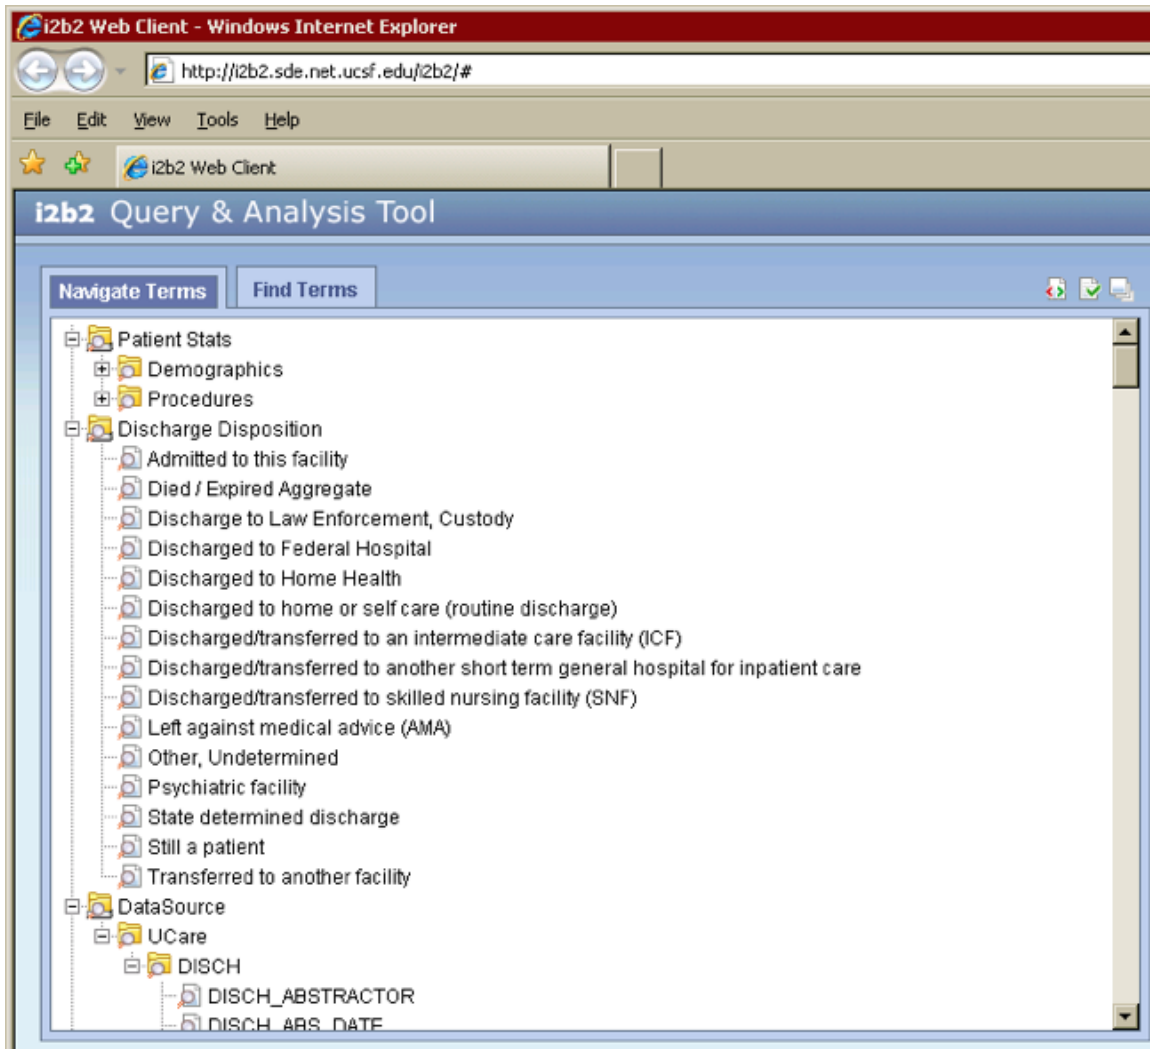 i2b2 Web Client - Windows Internet Explorer
http://i2b2.sde.net.ucsf.edu/i2b2/#
File Edit View Tools Help
i2b2 Web Client
i2b2 Query & Analysis Tool
Navigate Terms Find Terms
Patient Stats
Demographics
Procedures
Discharge Disposition
Admitted to this facility
Died / Expired Aggregate
Discharge to Law Enforcement, Custody
Discharged to Federal Hospital
Discharged to Home Health
Discharged to home or self care (routine discharge)
Discharged/transferred to an intermediate care facility (ICF)
Discharged/transferred to another short term general hospital for inpatient care
Discharged/transferred to skilled nursing facility (SNF)
Left against medical advice (AMA)
Other, Undetermined
Psychiatric facility
State determined discharge
Still a patient
Transferred to another facility
DataSource
UCare
DISCH
DISCH_ABSTRACTOR
DISCH_ABS_DATE